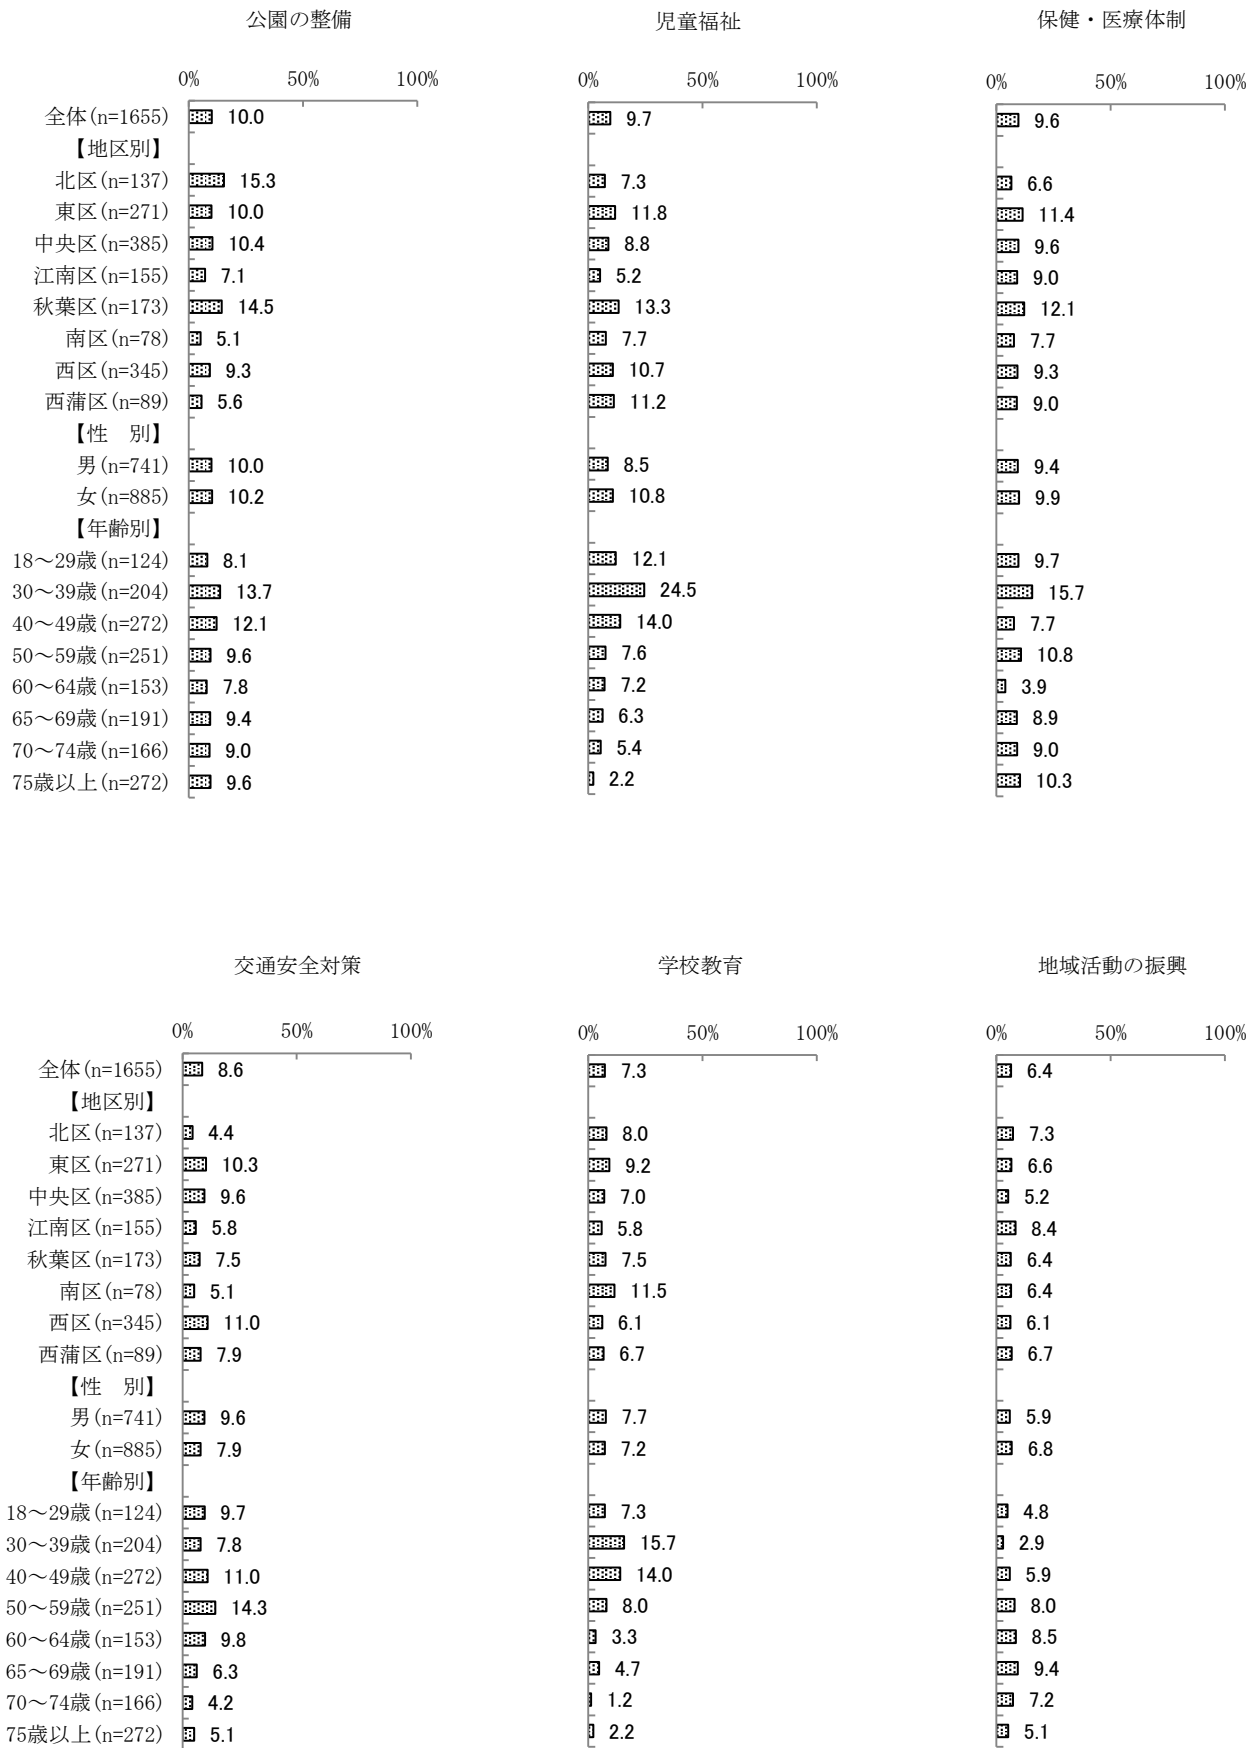 公園の整備 児童福祉 保健・医療体制
0% 50% 100% 0% 50% 100% 0% 50% 100%
全体(n=1655) 10.0 9.7 9.6
【地区別】
北区(n=137) 15.3 7.3 6.6
東区(n=271) 10.0 11.8 11.4
中央区(n=385) 10.4 8.8 9.6
江南区(n=155) 7.1 5.2 9.0
秋葉区(n=173) 14.5 13.3 12.1
南区(n=78) 5.1 7.7 7.7
西区(n=345) 9.3 10.7 9.3
西蒲区(n=89) 5.6 11.2 9.0
【性　別】
男(n=741) 10.0 8.5 9.4
女(n=885) 10.2 10.8 9.9
【年齢別】
18～29歳(n=124) 8.1 12.1 9.7
30～39歳(n=204) 13.7 24.5 15.7
40～49歳(n=272) 12.1 14.0 7.7
50～59歳(n=251) 9.6 7.6 10.8
60～64歳(n=153) 7.8 7.2 3.9
65～69歳(n=191) 9.4 6.3 8.9
70～74歳(n=166) 9.0 5.4 9.0
75歳以上(n=272) 9.6 2.2 10.3
交通安全対策 学校教育 地域活動の振興
0% 50% 100% 0% 50% 100% 0% 50% 100%
全体(n=1655) 8.6 7.3 6.4
【地区別】
北区(n=137) 4.4 8.0 7.3
東区(n=271) 10.3 9.2 6.6
中央区(n=385) 9.6 7.0 5.2
江南区(n=155) 5.8 5.8 8.4
秋葉区(n=173) 7.5 7.5 6.4
南区(n=78) 5.1 11.5 6.4
西区(n=345) 11.0 6.1 6.1
西蒲区(n=89) 7.9 6.7 6.7
【性　別】
男(n=741) 9.6 7.7 5.9
女(n=885) 7.9 7.2 6.8
【年齢別】
18～29歳(n=124) 9.7 7.3 4.8
30～39歳(n=204) 7.8 15.7 2.9
40～49歳(n=272) 11.0 14.0 5.9
50～59歳(n=251) 14.3 8.0 8.0
60～64歳(n=153) 9.8 3.3 8.5
65～69歳(n=191) 6.3 4.7 9.4
70～74歳(n=166) 4.2 1.2 7.2
75歳以上(n=272) 5.1 2.2 5.1